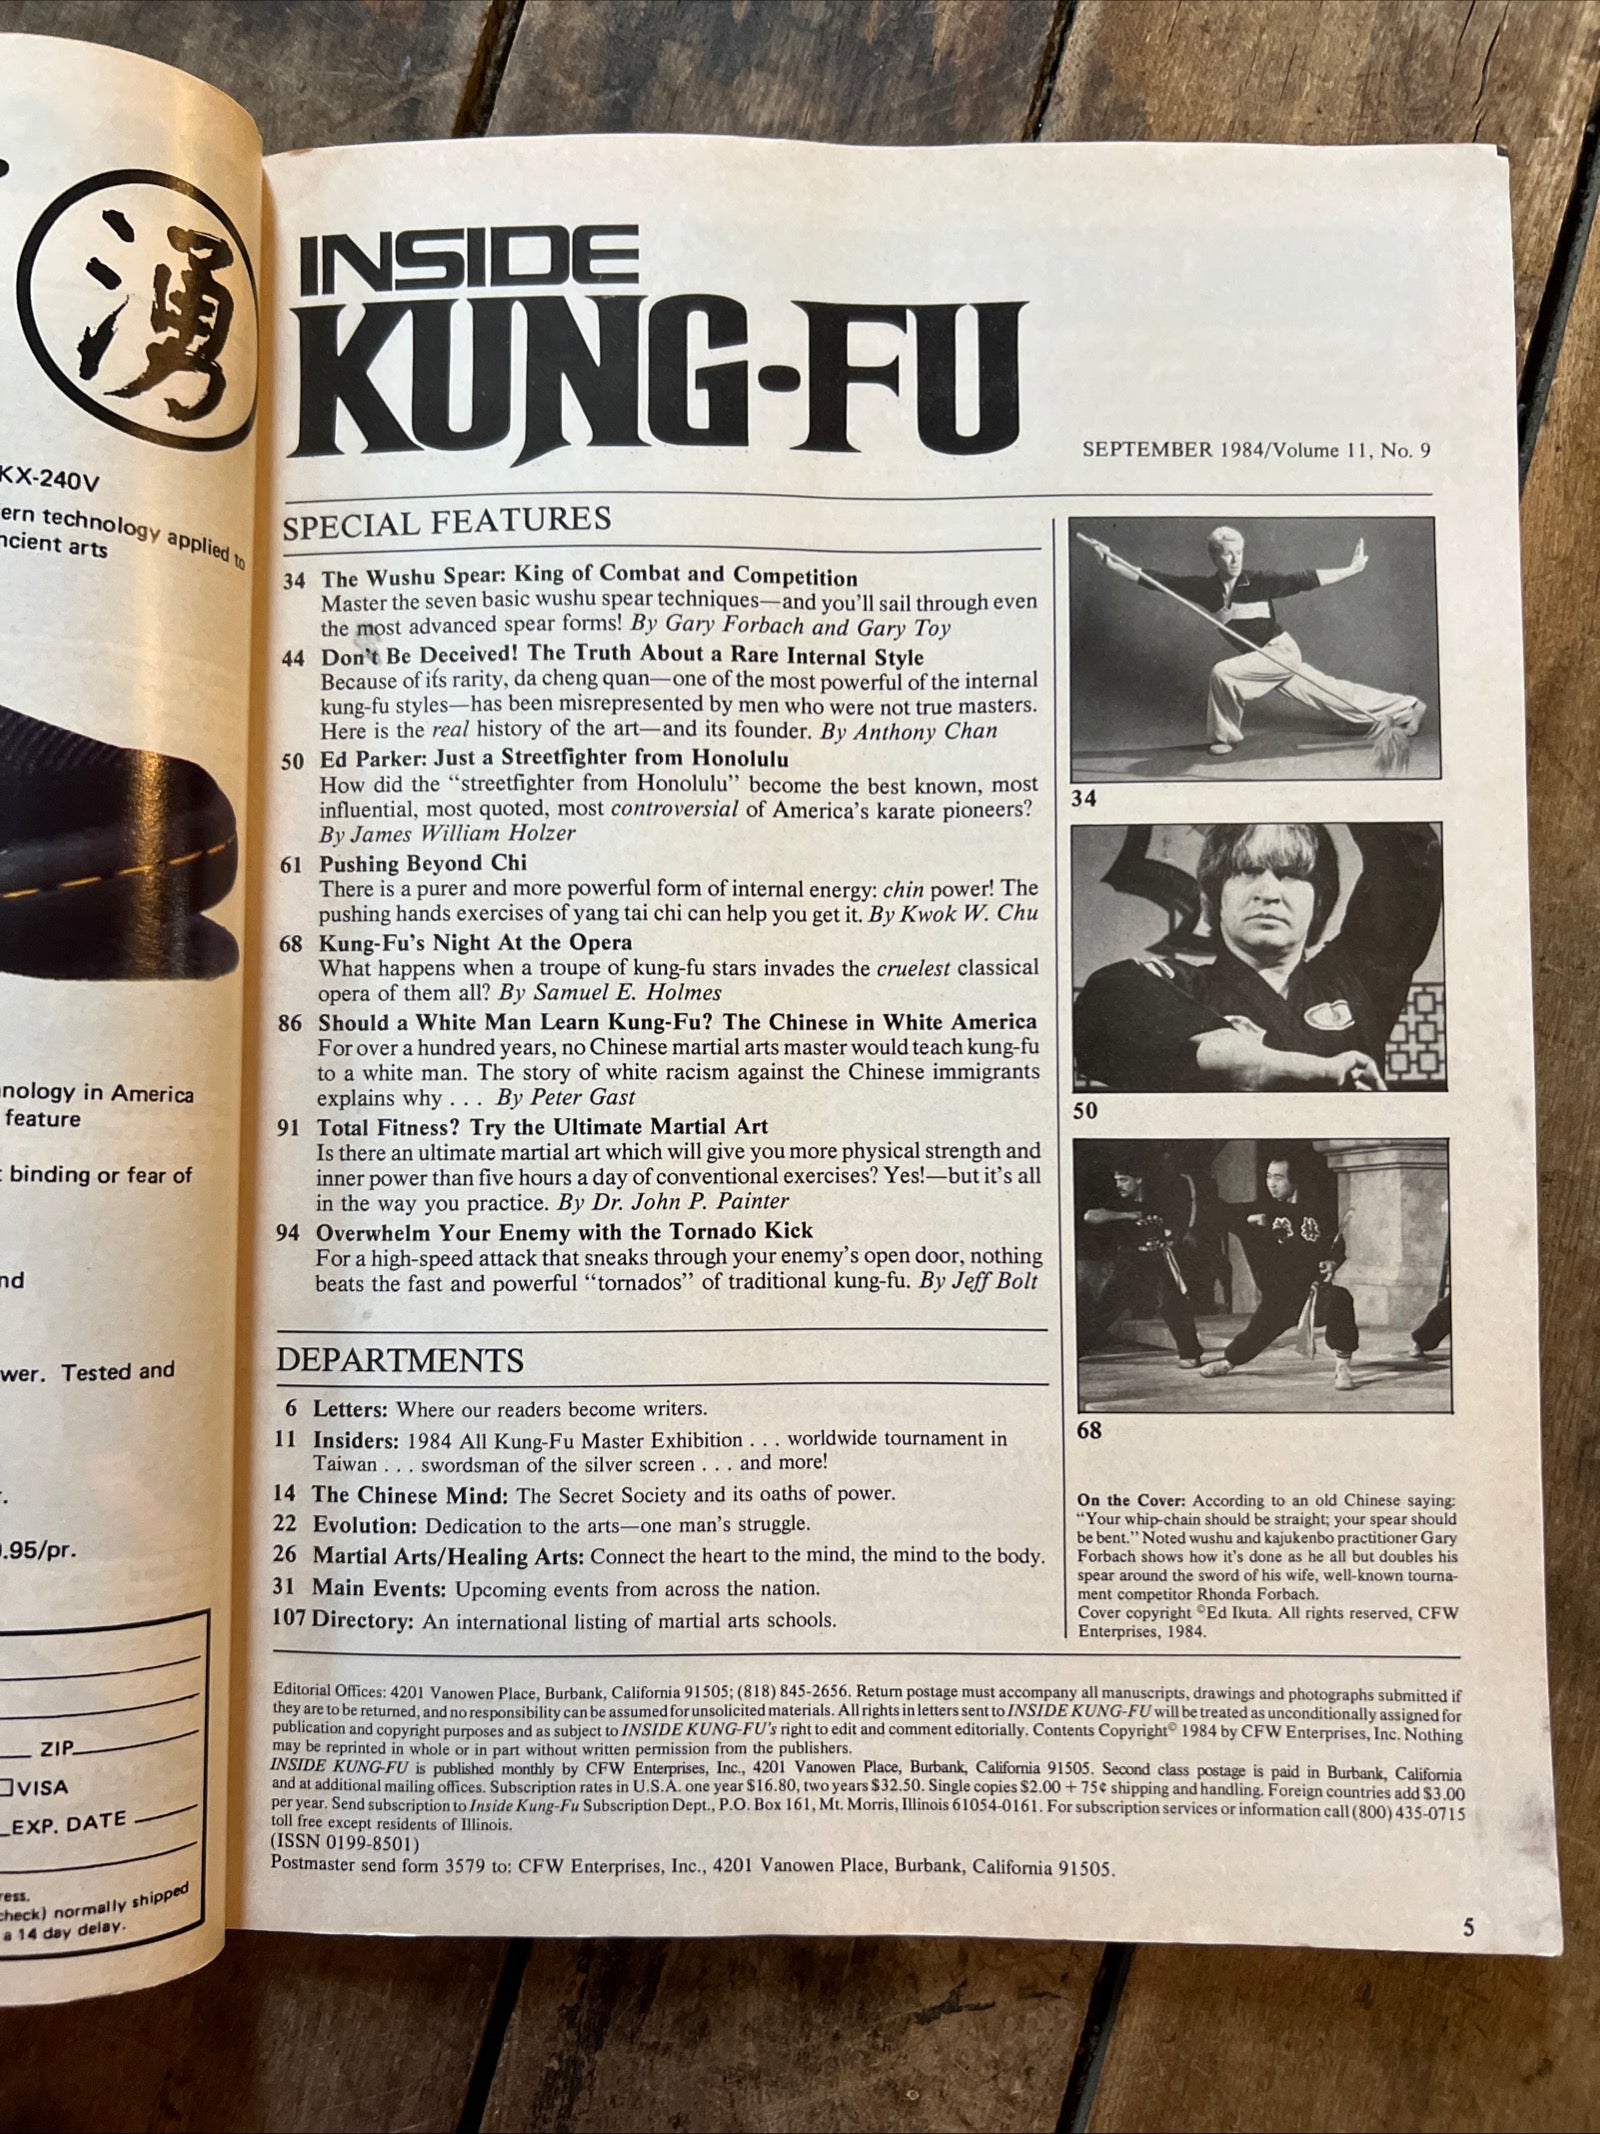 湧
KX-240V
ern technology applied to
ncient arts
nology in America
feature
binding or fear of
nd
wer. Tested and
.95/pr.
ZIP
VISA
EXP. DATE
ress.
check) normally shipped
a 14 day delay.
INSIDE
KUNG-FU
SEPTEMBER 1984/Volume 11, No. 9
SPECIAL FEATURES
34 The Wushu Spear: King of Combat and Competition
Master the seven basic wushu spear techniques—and you'll sail through even
the most advanced spear forms! By Gary Forbach and Gary Toy
44 Don't Be Deceived! The Truth About a Rare Internal Style
Because of its rarity, da cheng quan—one of the most powerful of the internal
kung-fu styles—has been misrepresented by men who were not true masters.
Here is the real history of the art—and its founder. By Anthony Chan
50 Ed Parker: Just a Streetfighter from Honolulu
How did the "streetfighter from Honolulu" become the best known, most
influential, most quoted, most controversial of America's karate pioneers?
By James William Holzer
61 Pushing Beyond Chi
There is a purer and more powerful form of internal energy: chin power! The
pushing hands exercises of yang tai chi can help you get it. By Kwok W. Chu
68 Kung-Fu's Night At the Opera
What happens when a troupe of kung-fu stars invades the cruelest classical
opera of them all? By Samuel E. Holmes
86 Should a White Man Learn Kung-Fu? The Chinese in White America
For over a hundred years, no Chinese martial arts master would teach kung-fu
to a white man. The story of white racism against the Chinese immigrants
explains why . . . By Peter Gast
91 Total Fitness? Try the Ultimate Martial Art
Is there an ultimate martial art which will give you more physical strength and
inner power than five hours a day of conventional exercises? Yes!—but it's all
in the way you practice. By Dr. John P. Painter
94 Overwhelm Your Enemy with the Tornado Kick
For a high-speed attack that sneaks through your enemy's open door, nothing
beats the fast and powerful "tornados" of traditional kung-fu. By Jeff Bolt
DEPARTMENTS
6 Letters: Where our readers become writers.
11 Insiders: 1984 All Kung-Fu Master Exhibition . . . worldwide tournament in
Taiwan . . . swordsman of the silver screen . . . and more!
14 The Chinese Mind: The Secret Society and its oaths of power.
22 Evolution: Dedication to the arts—one man's struggle.
26 Martial Arts/Healing Arts: Connect the heart to the mind, the mind to the body.
31 Main Events: Upcoming events from across the nation.
107 Directory: An international listing of martial arts schools.
34
50
68
On the Cover: According to an old Chinese saying:
"Your whip-chain should be straight; your spear should
be bent." Noted wushu and kajukenbo practitioner Gary
Forbach shows how it's done as he all but doubles his
spear around the sword of his wife, well-known tourna-
ment competitor Rhonda Forbach.
Cover copyright ©Ed Ikuta. All rights reserved, CFW
Enterprises, 1984.
Editorial Offices: 4201 Vanowen Place, Burbank, California 91505; (818) 845-2656. Return postage must accompany all manuscripts, drawings and photographs submitted if
they are to be returned, and no responsibility can be assumed for unsolicited materials. All rights in letters sent to INSIDE KUNG-FU will be treated as unconditionally assigned for
publication and copyright purposes and as subject to INSIDE KUNG-FU's right to edit and comment editorially. Contents Copyright© 1984 by CFW Enterprises, Inc. Nothing
may be reprinted in whole or in part without written permission from the publishers.
INSIDE KUNG-FU is published monthly by CFW Enterprises, Inc., 4201 Vanowen Place, Burbank, California 91505. Second class postage is paid in Burbank, California
and at additional mailing offices. Subscription rates in U.S.A. one year $16.80, two years $32.50. Single copies $2.00 + 75¢ shipping and handling. Foreign countries add $3.00
per year. Send subscription to Inside Kung-Fu Subscription Dept., P.O. Box 161, Mt. Morris, Illinois 61054-0161. For subscription services or information call (800) 435-0715
toll free except residents of Illinois.
(ISSN 0199-8501)
Postmaster send form 3579 to: CFW Enterprises, Inc., 4201 Vanowen Place, Burbank, California 91505.
5